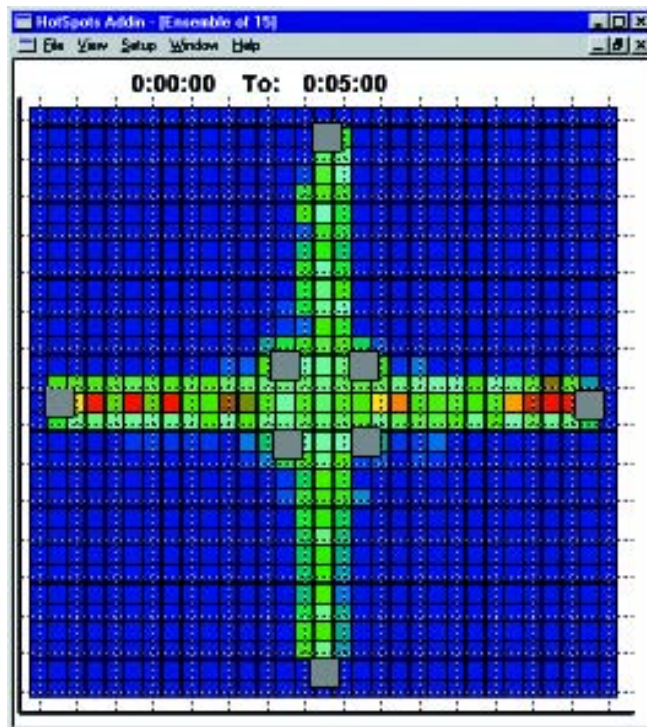 HotSpots Addin - [Ensemble of 15]
File View Setup Window Help
0:00:00 To: 0:05:00